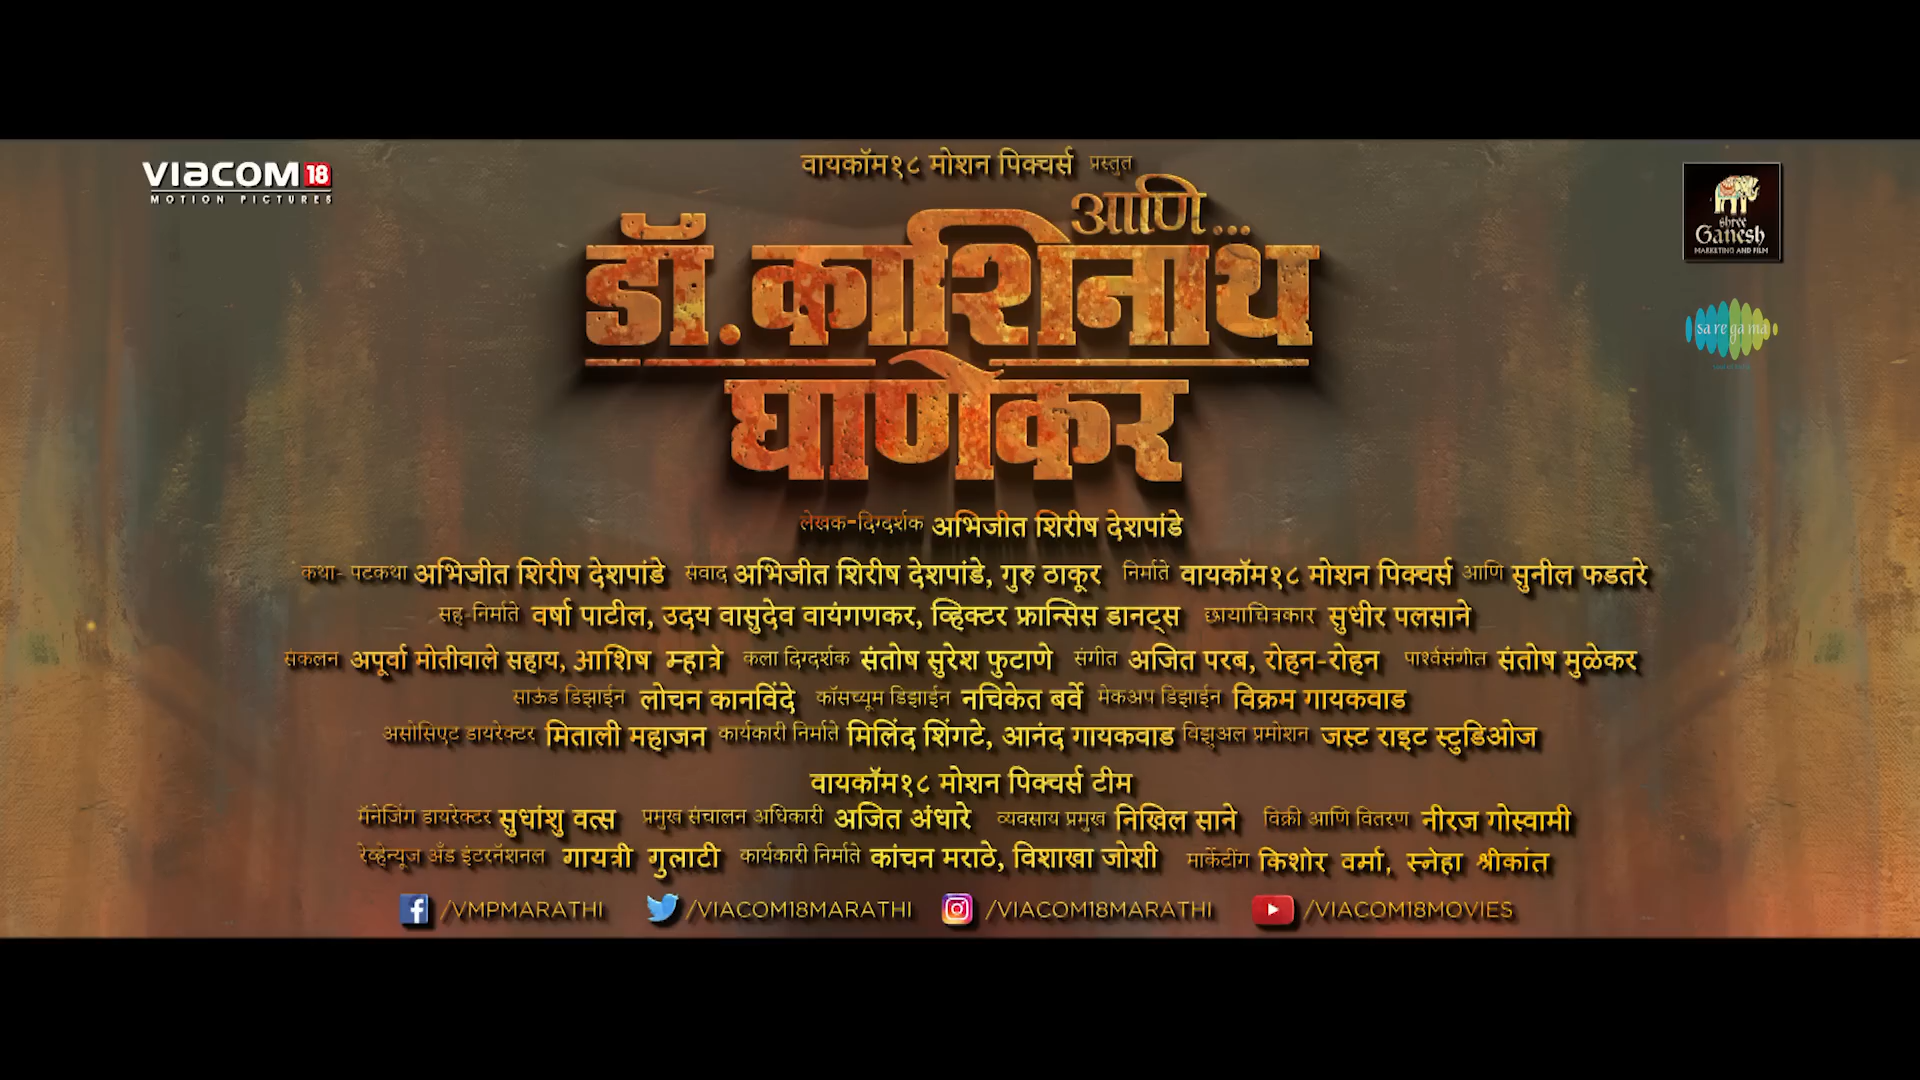 VIACOM18
MOTION PICTURES
वायकॉम१८ मोशन पिक्चर्स प्रस्तुत
आणि...
डॉ. काशिनाथ
घाणेकर
shree
Ganesh
MARKETING AND FILM
sa re ga ma
लेखक-दिग्दर्शक अभिजीत शिरीष देशपांडे
कथा- पटकथा अभिजीत शिरीष देशपांडे संवाद अभिजीत शिरीष देशपांडे, गुरु ठाकूर निर्माते वायकॉम१८ मोशन पिक्चर्स आणि सुनील फडतरे
सह-निर्माते वर्षा पाटील, उदय वासुदेव वायंगणकर, व्हिक्टर फ्रान्सिस डानट्स छायाचित्रकार सुधीर पलसाने
संकलन अपूर्वा मोतीवाले सहाय, आशिष म्हात्रे कला दिग्दर्शक संतोष सुरेश फुटाणे संगीत अजित परब, रोहन-रोहन पार्श्वसंगीत संतोष मुळेकर
साऊंड डिझाईन लोचन कानविंदे कॉसच्यूम डिझाईन नचिकेत बर्वे मेकअप डिझाईन विक्रम गायकवाड
असोसिएट डायरेक्टर मिताली महाजन कार्यकारी निर्माते मिलिंद शिंगटे, आनंद गायकवाड विझुअल प्रमोशन जस्ट राइट स्टुडिओज
वायकॉम१८ मोशन पिक्चर्स टीम
मॅनेजिंग डायरेक्टर सुधांशु वत्स प्रमुख संचालन अधिकारी अजित अंधारे व्यवसाय प्रमुख निखिल साने विक्री आणि वितरण नीरज गोस्वामी
रेव्हेन्यूज अँड इंटरनॅशनल गायत्री गुलाटी कार्यकारी निर्माते कांचन मराठे, विशाखा जोशी मार्केटींग किशोर वर्मा, स्नेहा श्रीकांत
/VMPMARATHI /VIACOM18MARATHI /VIACOM18MARATHI /VIACOM18MOVIES